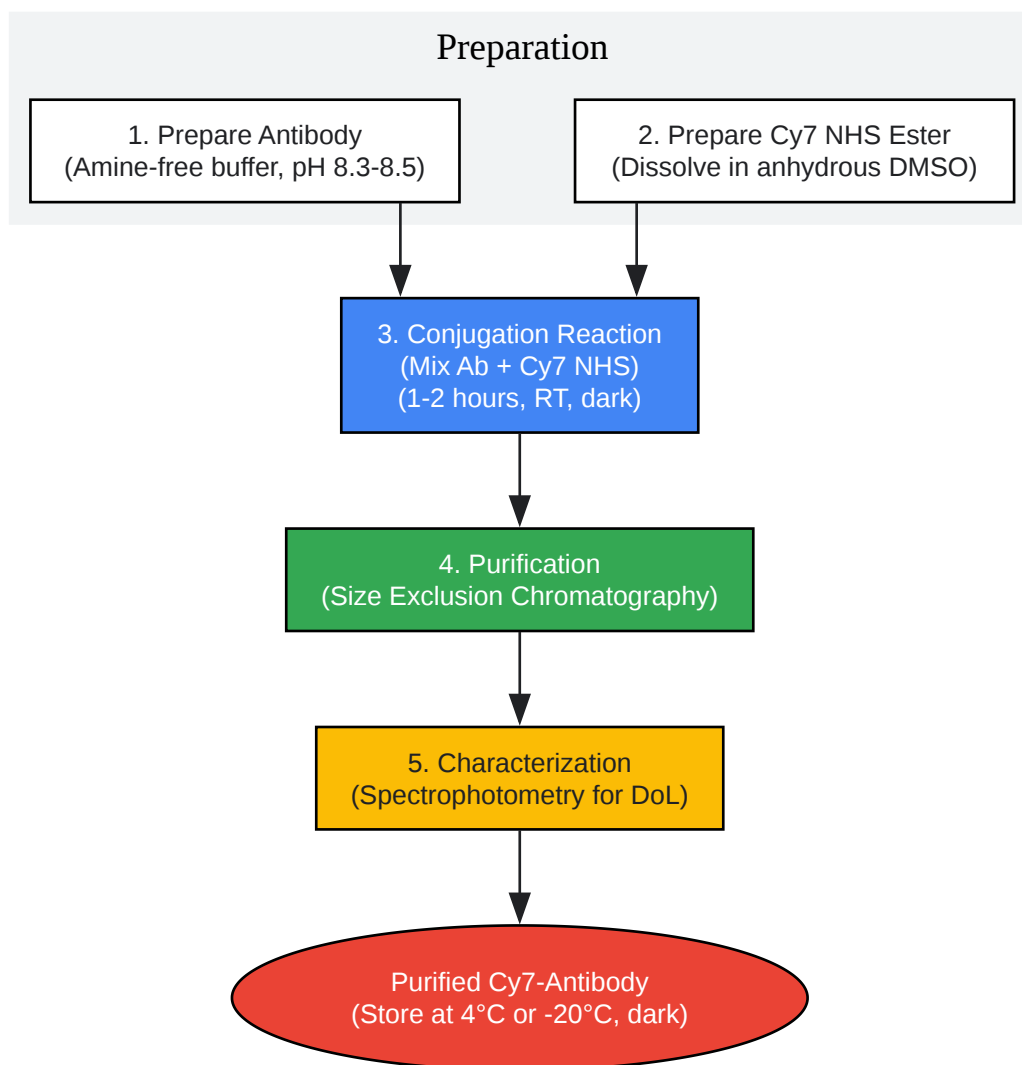 Preparation
1. Prepare Antibody
(Amine-free buffer, pH 8.3-8.5)
2. Prepare Cy7 NHS Ester
(Dissolve in anhydrous DMSO)
3. Conjugation Reaction
(Mix Ab + Cy7 NHS)
(1-2 hours, RT, dark)
4. Purification
(Size Exclusion Chromatography)
5. Characterization
(Spectrophotometry for DoL)
Purified Cy7-Antibody
(Store at 4°C or -20°C, dark)